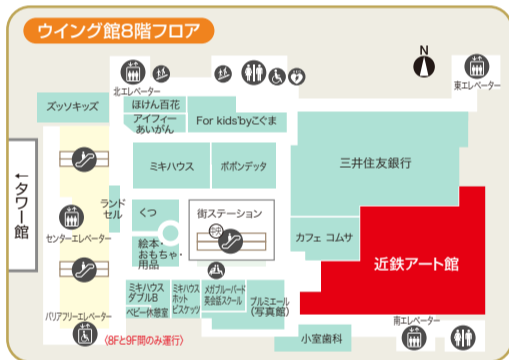 ウイング館8階フロア
N
北エレベーター
東エレベーター
ズッソキッズ
ほけん百花
アイフィー
あいがん
For kids'byこぐま
ミキハウス
ポポンデッタ
三井住友銀行
←タワー館
ランド
セル
くつ
街ステーション
センターエレベーター
絵本・
おもちゃ・
用品
カフェ コムサ
近鉄アート館
ミキハウス
ダブルB
ベビー休憩室
ミキハウス
ホット
ビスケッツ
メガブルーバード
英会話スクール
プルミエール
(写真館)
バリアフリーエレベーター
〈8Fと9F間のみ運行〉
小室歯科
南エレベーター